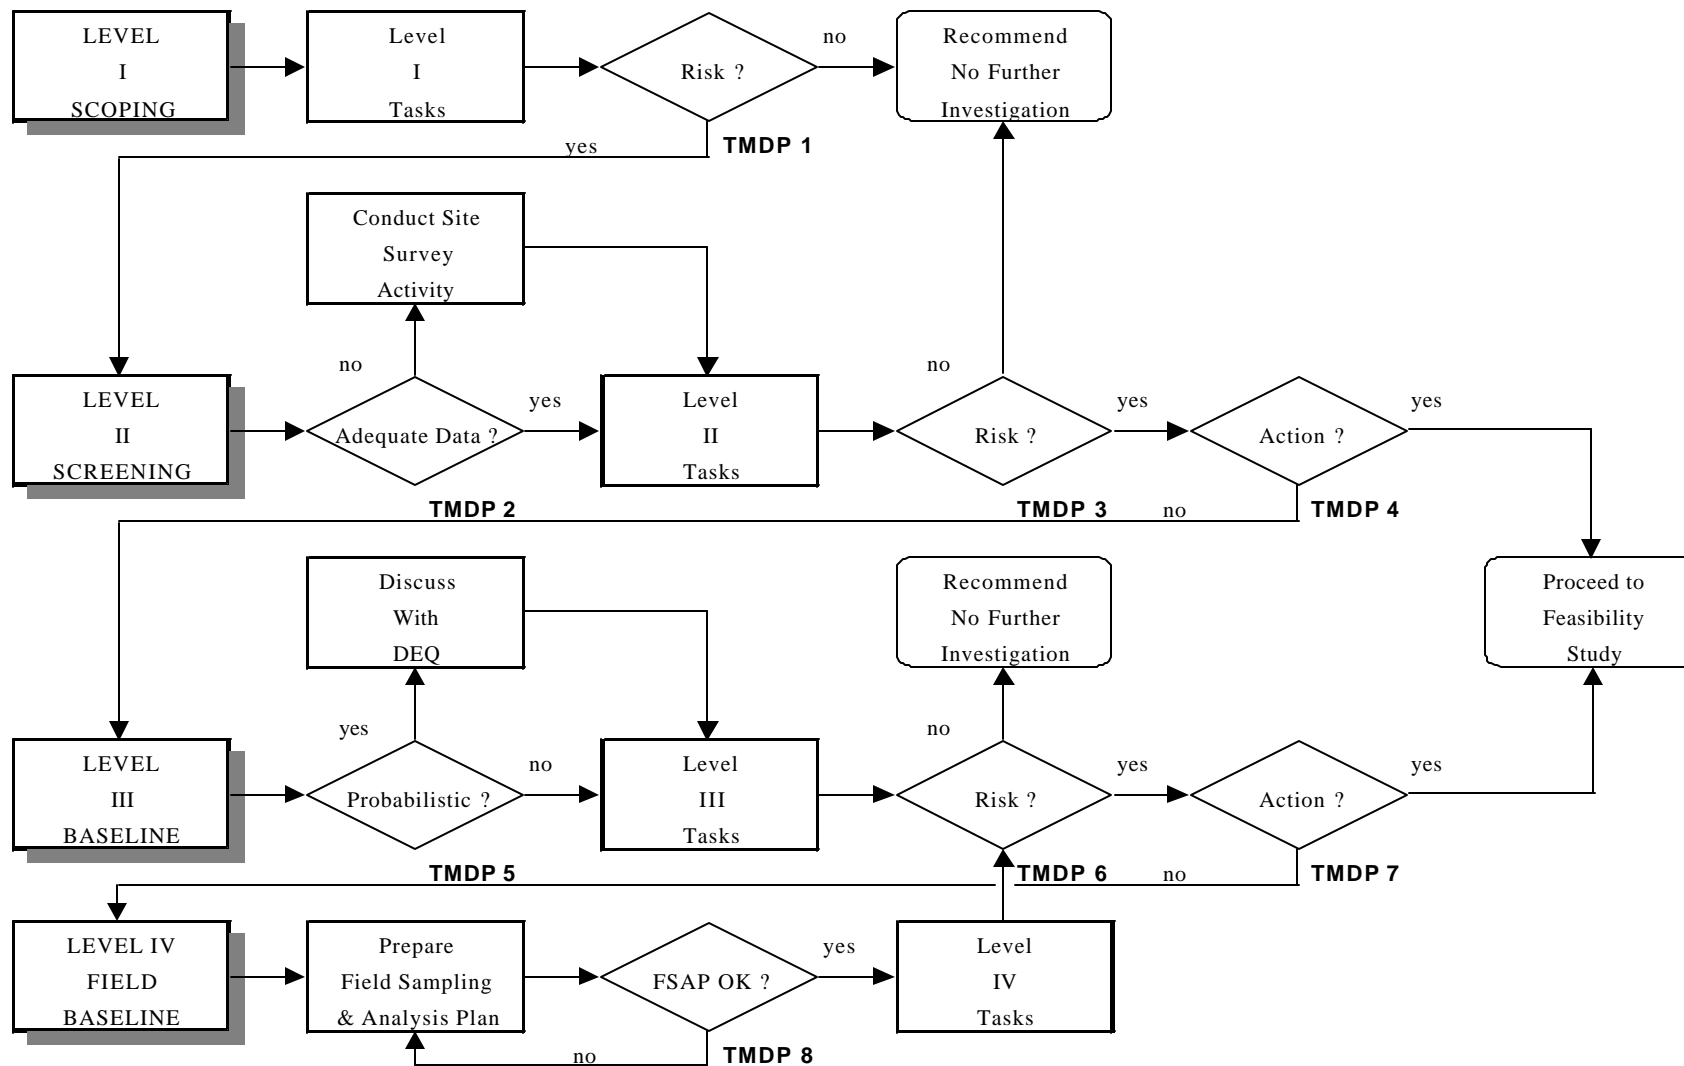 LEVEL
I
SCOPING
Level
I
Tasks
Risk ?
no
Recommend
No Further
Investigation
yes
TMDP 1
Conduct Site
Survey
Activity
no
LEVEL
II
SCREENING
Adequate Data ?
yes
Level
II
Tasks
no
Risk ?
yes
Action ?
yes
TMDP 2
TMDP 3
no
TMDP 4
Discuss
With
DEQ
Recommend
No Further
Investigation
Proceed to
Feasibility
Study
yes
LEVEL
III
BASELINE
Probabilistic ?
no
Level
III
Tasks
no
Risk ?
yes
Action ?
yes
TMDP 5
TMDP 6
no
TMDP 7
LEVEL IV
FIELD
BASELINE
Prepare
Field Sampling
& Analysis Plan
FSAP OK ?
yes
Level
IV
Tasks
no
TMDP 8